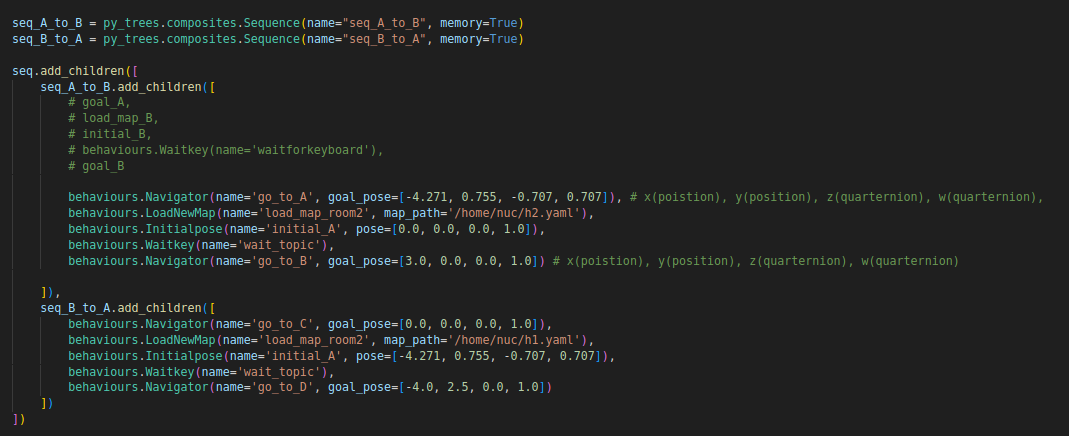 seq_A_to_B = py_trees.composites.Sequence(name="seq_A_to_B", memory=True)
seq_B_to_A = py_trees.composites.Sequence(name="seq_B_to_A", memory=True)
seq.add_children([
    seq_A_to_B.add_children([
        # goal_A,
        # load_map_B,
        # initial_B,
        # behaviours.Waitkey(name='waitforkeyboard'),
        # goal_B
        behaviours.Navigator(name='go_to_A', goal_pose=[-4.271, 0.755, -0.707, 0.707]), # x(poistion), y(position), z(quarternion), w(quarternion),
        behaviours.LoadNewMap(name='load_map_room2', map_path='/home/nuc/h2.yaml'),
        behaviours.Initialpose(name='initial_A', pose=[0.0, 0.0, 0.0, 1.0]),
        behaviours.Waitkey(name='wait_topic'),
        behaviours.Navigator(name='go_to_B', goal_pose=[3.0, 0.0, 0.0, 1.0]) # x(poistion), y(position), z(quarternion), w(quarternion)
    ]),
    seq_B_to_A.add_children([
        behaviours.Navigator(name='go_to_C', goal_pose=[0.0, 0.0, 0.0, 1.0]),
        behaviours.LoadNewMap(name='load_map_room2', map_path='/home/nuc/h1.yaml'),
        behaviours.Initialpose(name='initial_A', pose=[-4.271, 0.755, -0.707, 0.707]),
        behaviours.Waitkey(name='wait_topic'),
        behaviours.Navigator(name='go_to_D', goal_pose=[-4.0, 2.5, 0.0, 1.0])
    ])
])